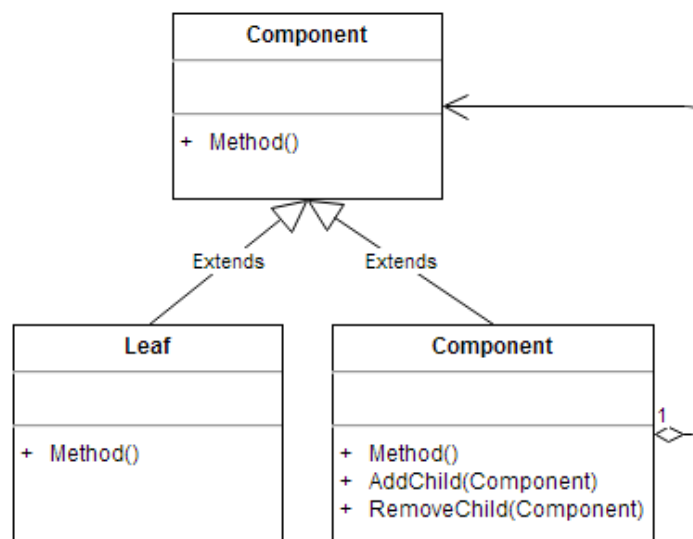 Component
+ Method()
Extends
Extends
Leaf
+ Method()
Component
+ Method()
+ AddChild(Component)
+ RemoveChild(Component)
1